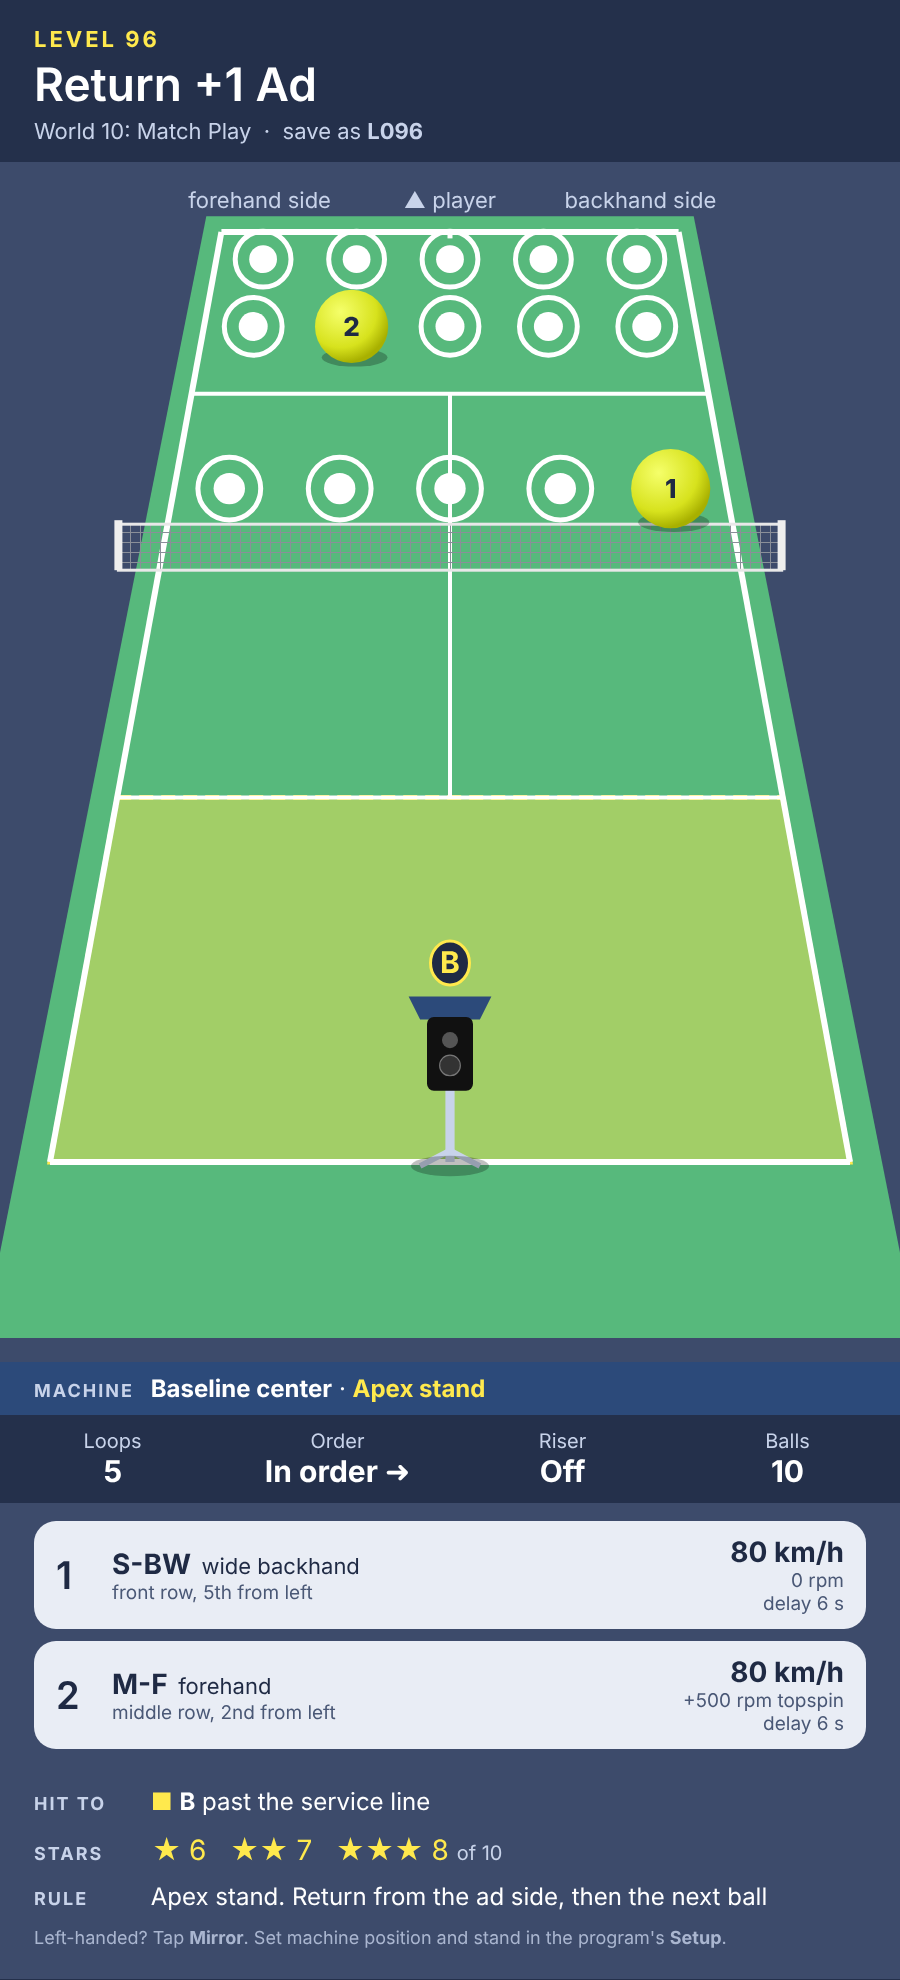 LEVEL 96
Return +1 Ad
World 10: Match Play · save as L096
forehand side ▲ player backhand side
2
1
B
MACHINE Baseline center · Apex stand
Loops Order Riser Balls
5 In order → Off 10
1 S-BW wide backhand 80 km/h
front row, 5th from left 0 rpm
delay 6 s
2 M-F forehand 80 km/h
middle row, 2nd from left +500 rpm topspin
delay 6 s
HIT TO ■ B past the service line
STARS ★ 6 ★★ 7 ★★★ 8 of 10
RULE Apex stand. Return from the ad side, then the next ball
Left-handed? Tap Mirror. Set machine position and stand in the program's Setup.